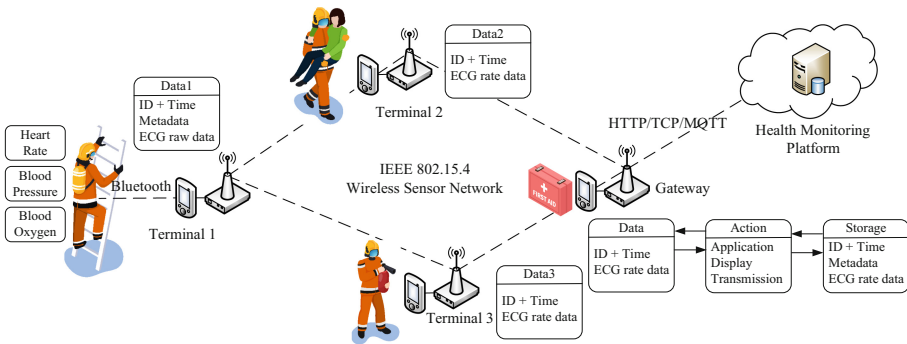 Data1
ID + Time
Metadata
ECG raw data
Heart
Rate
Blood
Pressure
Blood
Oxygen
Bluetooth
Terminal 1
Terminal 2
Data2
ID + Time
ECG rate data
IEEE 802.15.4
Wireless Sensor Network
Terminal 3
Data3
ID + Time
ECG rate data
FIRST AID
Gateway
HTTP/TCP/MQTT
Health Monitoring
Platform
Data
ID + Time
ECG rate data
Action
Application
Display
Transmission
Storage
ID + Time
Metadata
ECG rate data